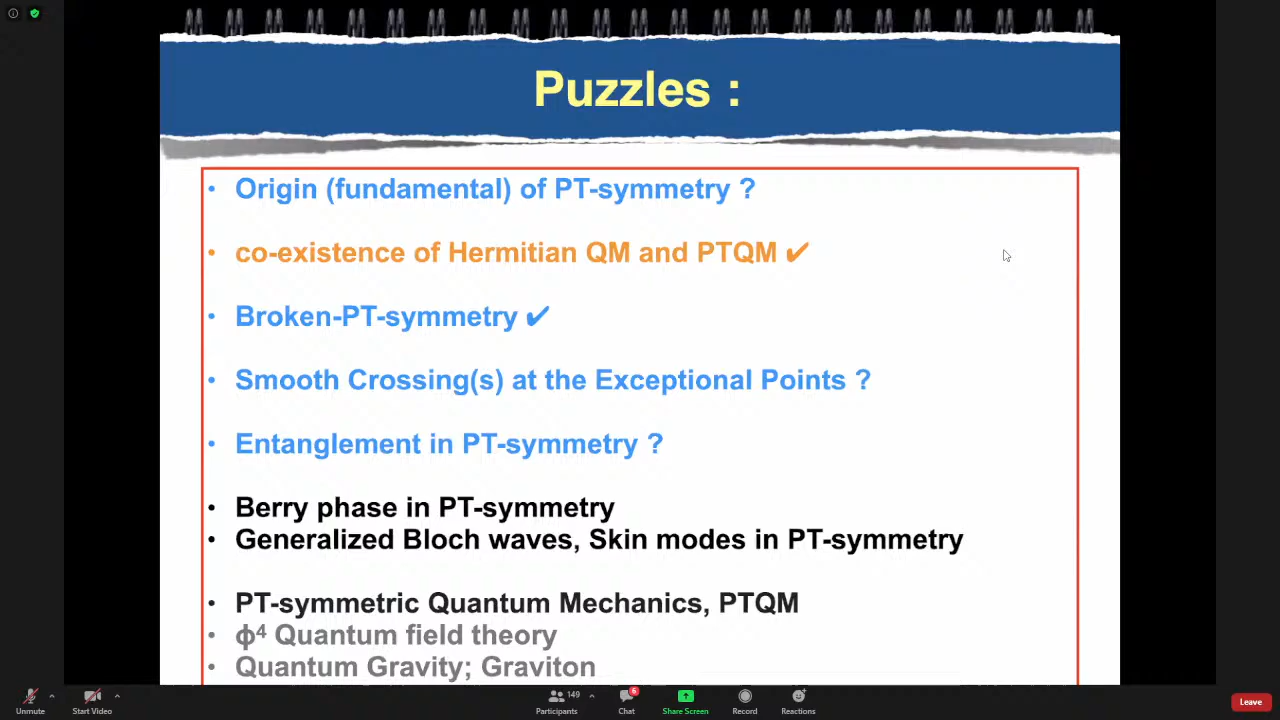 Puzzles :
• Origin (fundamental) of PT-symmetry ?
• co-existence of Hermitian QM and PTQM ✔
• Broken-PT-symmetry ✔
• Smooth Crossing(s) at the Exceptional Points ?
• Entanglement in PT-symmetry ?
• Berry phase in PT-symmetry
• Generalized Bloch waves, Skin modes in PT-symmetry
• PT-symmetric Quantum Mechanics, PTQM
• ϕ⁴ Quantum field theory
• Quantum Gravity; Graviton
149
6
Unmute
Start Video
Participants
Chat
Share Screen
Record
Reactions
Leave